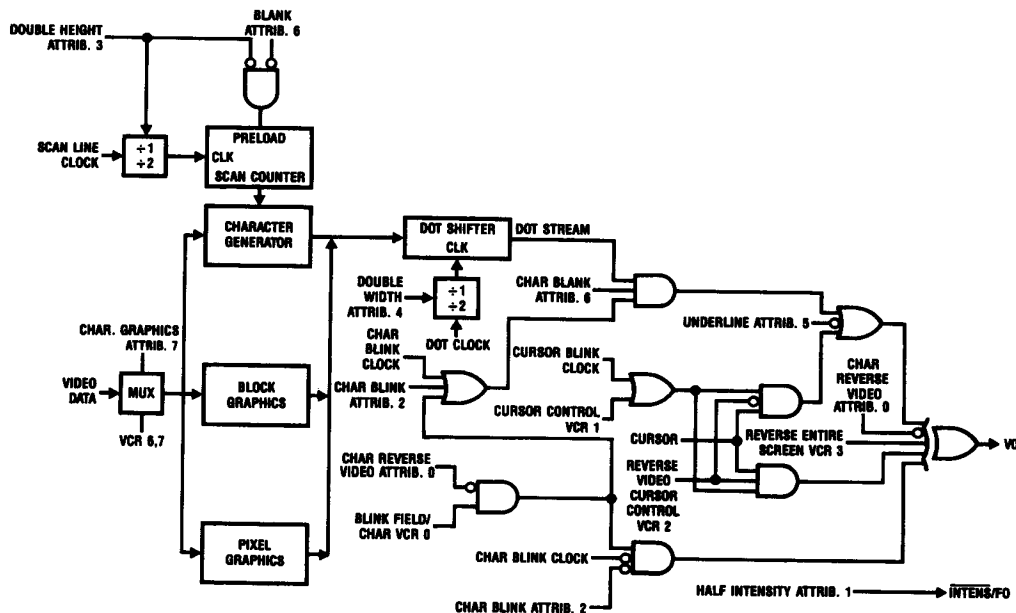 BLANK
ATTRIB. 6
DOUBLE HEIGHT
ATTRIB. 3
SCAN LINE
CLOCK
÷1
÷2
PRELOAD
CLK
SCAN COUNTER
CHARACTER
GENERATOR
DOT SHIFTER
CLK
DOT STREAM
DOUBLE
WIDTH
ATTRIB. 4
÷1
÷2
DOT CLOCK
CHAR BLANK
ATTRIB. 6
UNDERLINE ATTRIB. 5
CHAR. GRAPHICS
ATTRIB. 7
VIDEO
DATA
MUX
VCR 6,7
BLOCK
GRAPHICS
CHAR
BLINK
CLOCK
CHAR BLINK
ATTRIB. 2
CURSOR BLINK
CLOCK
CURSOR CONTROL
VCR 1
CHAR
REVERSE
VIDEO
ATTRIB. 0
CURSOR
REVERSE ENTIRE
SCREEN VCR 3
REVERSE
VIDEO
CURSOR
CONTROL
VCR 2
CHAR REVERSE
VIDEO ATTRIB. 0
BLINK FIELD/
CHAR VCR 0
PIXEL
GRAPHICS
CHAR BLINK CLOCK
CHAR BLINK ATTRIB. 2
HALF INTENSITY ATTRIB. 1
INTENS/FO